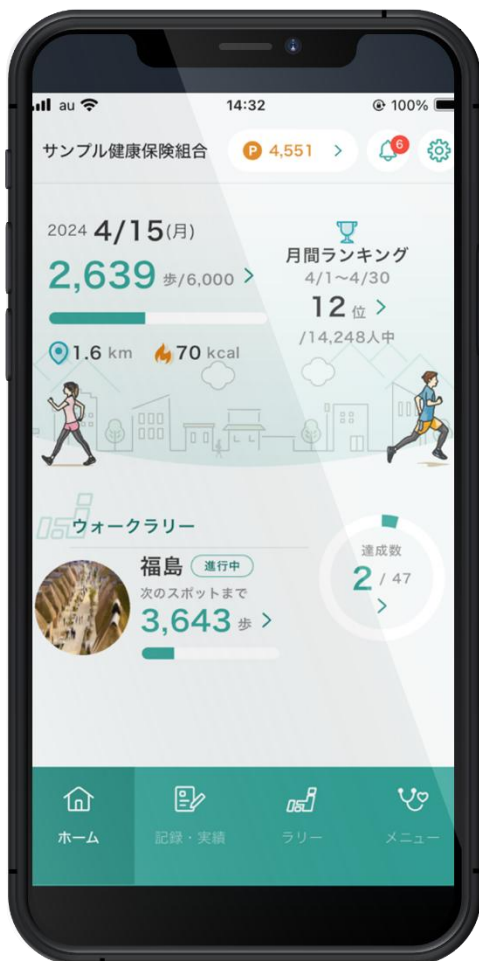 au 14:32 100%
サンプル健康保険組合 P 4,551 > 6
2024 4/15(月)
2,639 歩/6,000 >
1.6 km 70 kcal
月間ランキング
4/1〜4/30
12 位 >
/14,248人中
ウォークラリー
福島 進行中
次のスポットまで
3,643 歩 >
達成数
2 / 47
>
ホーム 記録・実績 ラリー メニュー